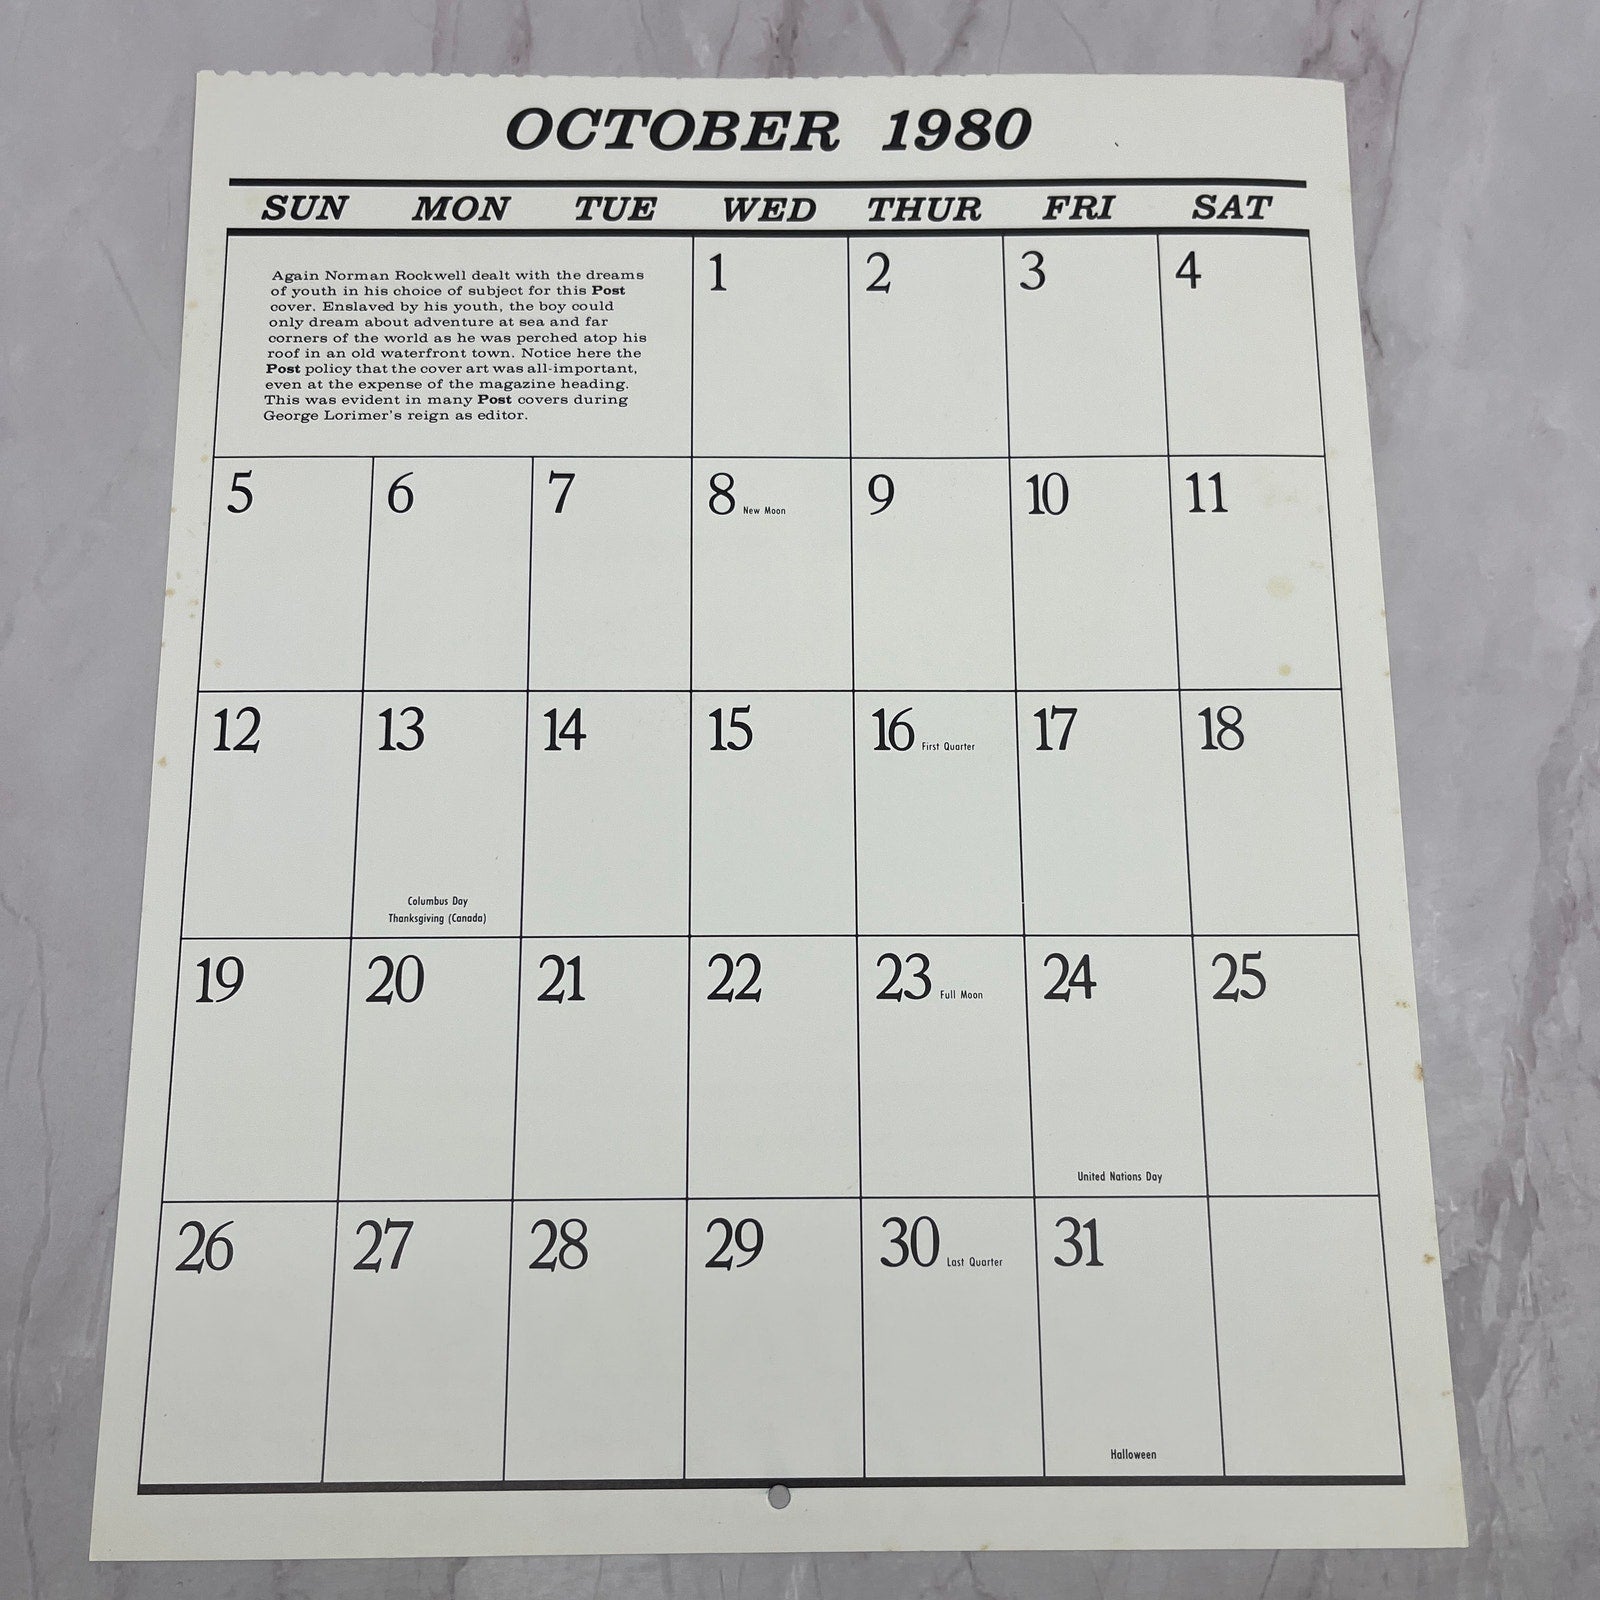 OCTOBER 1980
SUN MON TUE WED THUR FRI SAT
Again Norman Rockwell dealt with the dreams
of youth in his choice of subject for this Post
cover. Enslaved by his youth, the boy could
only dream about adventure at sea and far
corners of the world as he was perched atop his
roof in an old waterfront town. Notice here the
Post policy that the cover art was all-important,
even at the expense of the magazine heading.
This was evident in many Post covers during
George Lorimer's reign as editor.
1 2 3 4
5 6 7 8 New Moon 9 10 11
12 13 14 15 16 First Quarter 17 18
Columbus Day
Thanksgiving (Canada)
19 20 21 22 23 Full Moon 24 25
United Nations Day
26 27 28 29 30 Last Quarter 31
Halloween